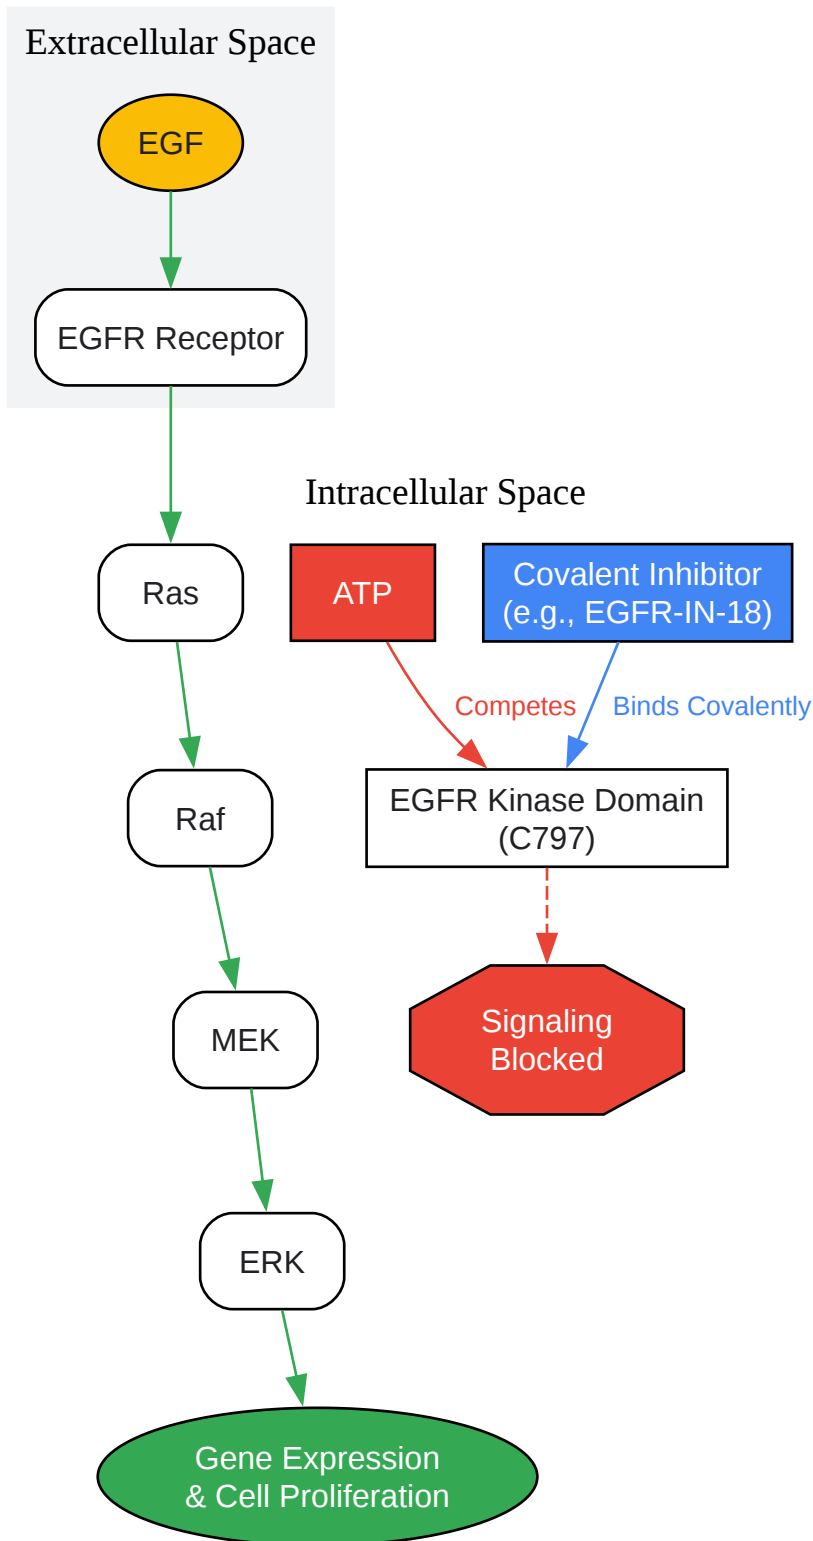 Extracellular Space
EGF
EGFR Receptor
Intracellular Space
Ras
ATP
Covalent Inhibitor
(e.g., EGFR-IN-18)
Competes
Binds Covalently
Raf
EGFR Kinase Domain
(C797)
MEK
Signaling
Blocked
ERK
Gene Expression
& Cell Proliferation